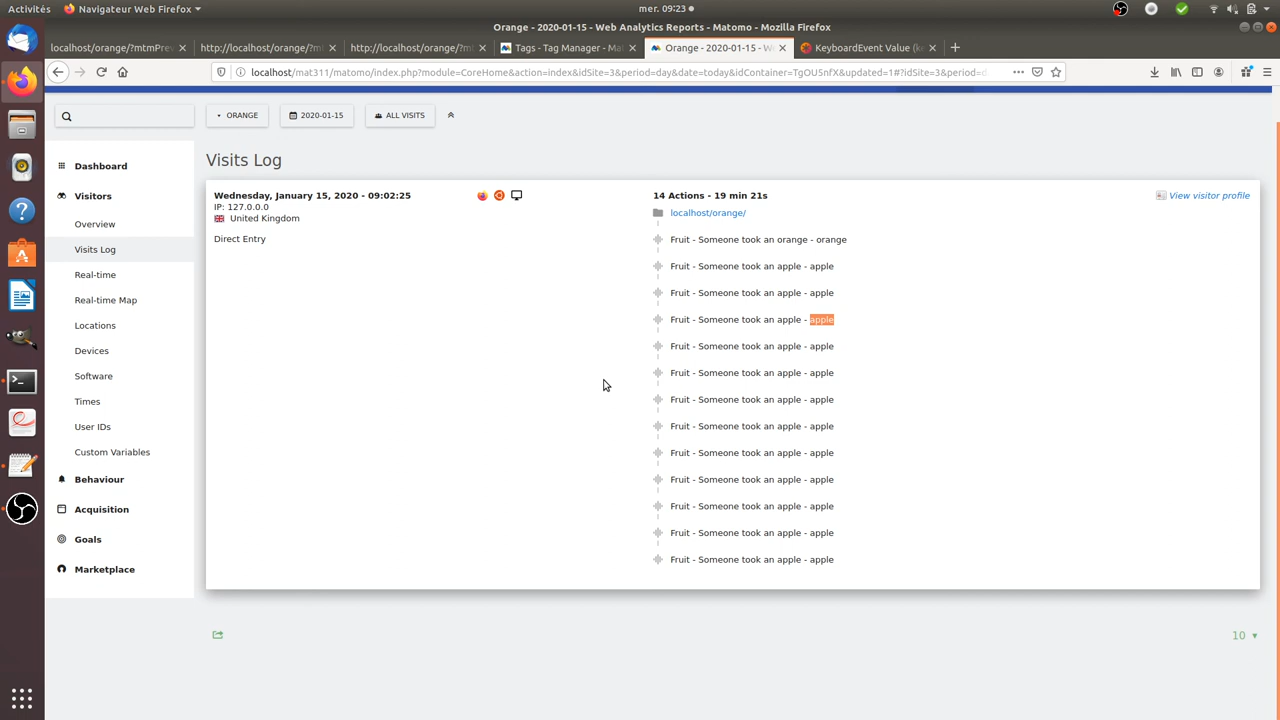 Activités
Navigateur Web Firefox
mer. 09:23
Orange - 2020-01-15 - Web Analytics Reports - Matomo - Mozilla Firefox
localhost/orange/?mtmPrev
http://localhost/orange/?m
http://localhost/orange/?m
Tags - Tag Manager - Mat
Orange - 2020-01-15 - We
KeyboardEvent Value (key
localhost/mat311/matomo/index.php?module=CoreHome&action=index&idSite=3&period=day&date=today&idContainer=TgOU5nfX&updated=1#?idSite=3&period=d
ORANGE
2020-01-15
ALL VISITS
Dashboard
Visitors
Overview
Visits Log
Real-time
Real-time Map
Locations
Devices
Software
Times
User IDs
Custom Variables
Behaviour
Acquisition
Goals
Marketplace
Visits Log
Wednesday, January 15, 2020 - 09:02:25
IP: 127.0.0.0
United Kingdom
Direct Entry
14 Actions - 19 min 21s
View visitor profile
localhost/orange/
Fruit - Someone took an orange - orange
Fruit - Someone took an apple - apple
Fruit - Someone took an apple - apple
Fruit - Someone took an apple - apple
Fruit - Someone took an apple - apple
Fruit - Someone took an apple - apple
Fruit - Someone took an apple - apple
Fruit - Someone took an apple - apple
Fruit - Someone took an apple - apple
Fruit - Someone took an apple - apple
Fruit - Someone took an apple - apple
Fruit - Someone took an apple - apple
Fruit - Someone took an apple - apple
10